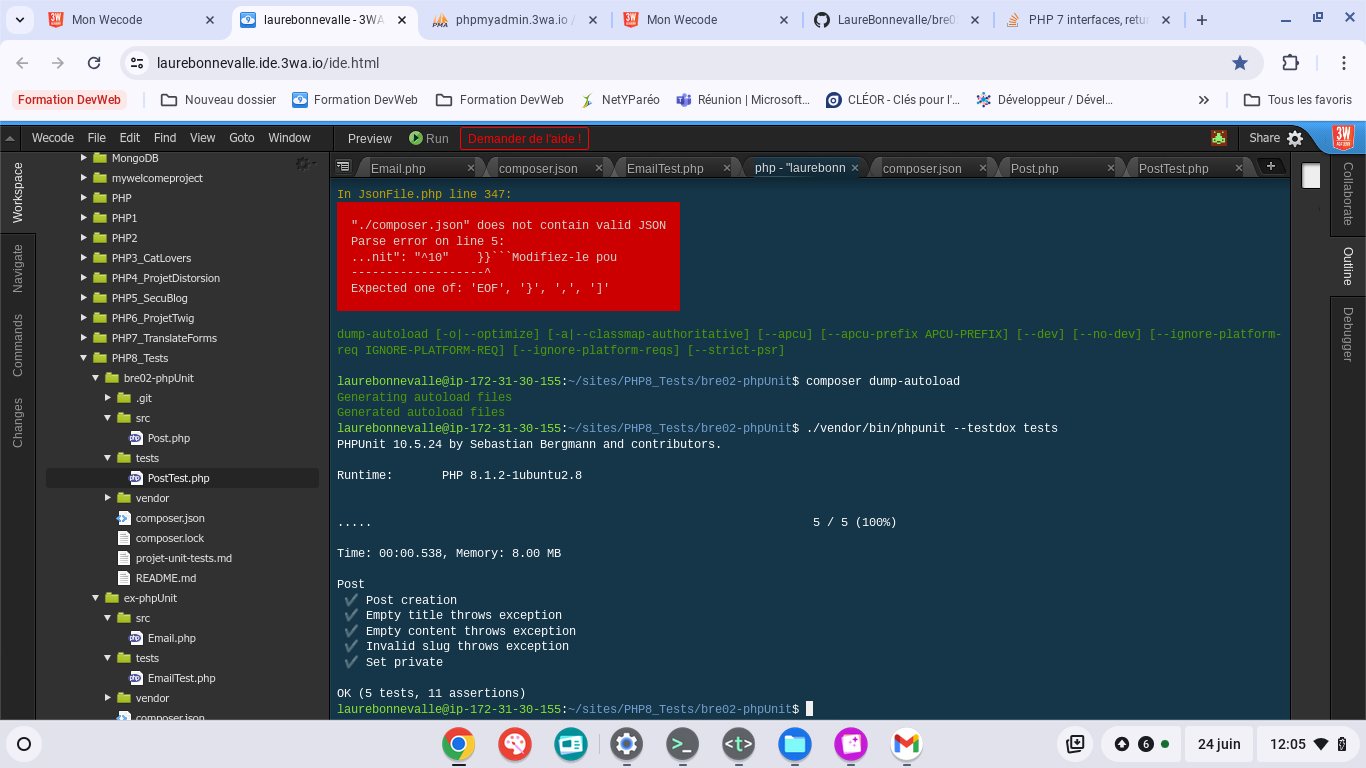 Mon Wecode
laurebonnevalle - 3WA
phpmyadmin.3wa.io /
Mon Wecode
LaureBonnevalle/bre0
PHP 7 interfaces, retu
laurebonnevalle.ide.3wa.io/ide.html
Formation DevWeb
Nouveau dossier
Formation DevWeb
Formation DevWeb
NetYParéo
Réunion | Microsoft...
CLÉOR - Clés pour l'...
Développeur / Dével...
Tous les favoris
Wecode File Edit Find View Goto Window Preview Run Demander de l'aide ! Share
Workspace
Navigate
Commands
Changes
MongoDB
mywelcomeproject
PHP
PHP1
PHP2
PHP3_CatLovers
PHP4_ProjetDistorsion
PHP5_SecuBlog
PHP6_ProjetTwig
PHP7_TranslateForms
PHP8_Tests
bre02-phpUnit
.git
src
Post.php
tests
PostTest.php
vendor
composer.json
composer.lock
projet-unit-tests.md
README.md
ex-phpUnit
src
Email.php
tests
EmailTest.php
vendor
composer.json
Email.php
composer.json
EmailTest.php
php - "laurebonn
composer.json
Post.php
PostTest.php
In JsonFile.php line 347:
"./composer.json" does not contain valid JSON
Parse error on line 5:
...nit": "^10"    }}```Modifiez-le pou
-------------------^
Expected one of: 'EOF', '}', ',', ']'
dump-autoload [-o|--optimize] [-a|--classmap-authoritative] [--apcu] [--apcu-prefix APCU-PREFIX] [--dev] [--no-dev] [--ignore-platform-
req IGNORE-PLATFORM-REQ] [--ignore-platform-reqs] [--strict-psr]
laurebonnevalle@ip-172-31-30-155:~/sites/PHP8_Tests/bre02-phpUnit$ composer dump-autoload
Generating autoload files
Generated autoload files
laurebonnevalle@ip-172-31-30-155:~/sites/PHP8_Tests/bre02-phpUnit$ ./vendor/bin/phpunit --testdox tests
PHPUnit 10.5.24 by Sebastian Bergmann and contributors.
Runtime:       PHP 8.1.2-1ubuntu2.8
..... 5 / 5 (100%)
Time: 00:00.538, Memory: 8.00 MB
Post
✔ Post creation
✔ Empty title throws exception
✔ Empty content throws exception
✔ Invalid slug throws exception
✔ Set private
OK (5 tests, 11 assertions)
laurebonnevalle@ip-172-31-30-155:~/sites/PHP8_Tests/bre02-phpUnit$
Collaborate
Outline
Debugger
6
24 juin
12:05